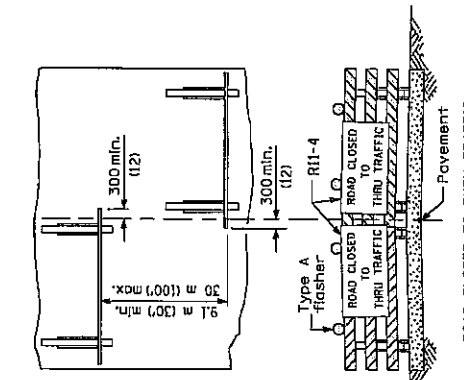 300 min.
(12)
300 min.
(12)
9.1 m (30') min.
30 m (100') max.
Type A
flasher
R11-4
ROAD CLOSED
TO
THRU TRAFFIC
ROAD CLOSED
TO
THRU TRAFFIC
Pavement